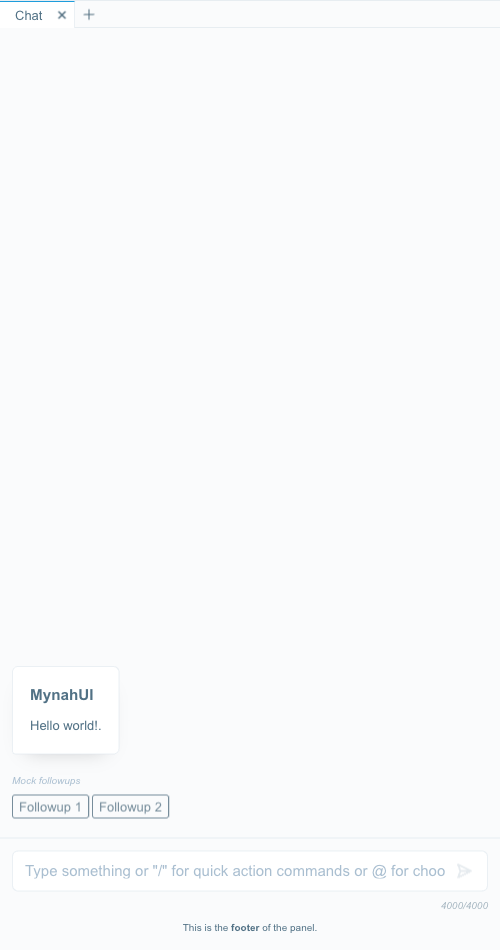 Chat
MynahUI
Hello world!.
Mock followups
Followup 1 Followup 2
Type something or "/" for quick action commands or @ for choo
4000/4000
This is the footer of the panel.